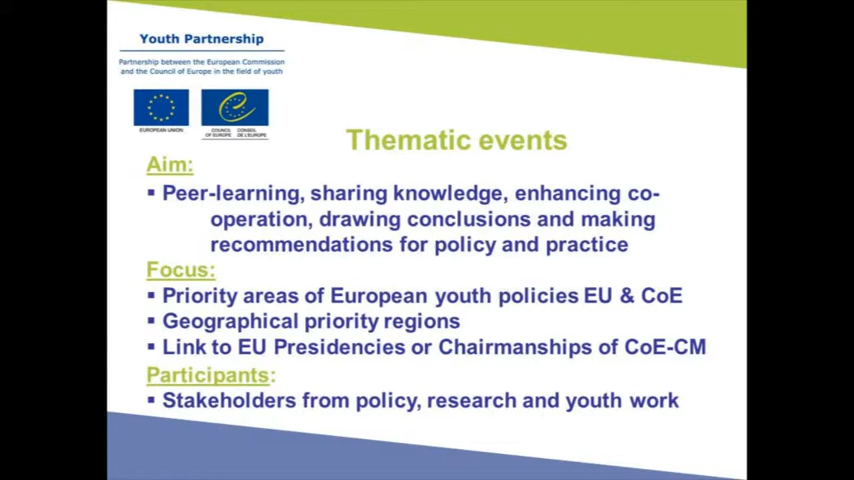 Youth Partnership
Partnership between the European Commission
and the Council of Europe in the field of youth
EUROPEAN UNION
COUNCIL OF EUROPE
CONSEIL DE L'EUROPE
Thematic events
Aim:
▪ Peer-learning, sharing knowledge, enhancing co-
operation, drawing conclusions and making
recommendations for policy and practice
Focus:
▪ Priority areas of European youth policies EU & CoE
▪ Geographical priority regions
▪ Link to EU Presidencies or Chairmanships of CoE-CM
Participants:
▪ Stakeholders from policy, research and youth work